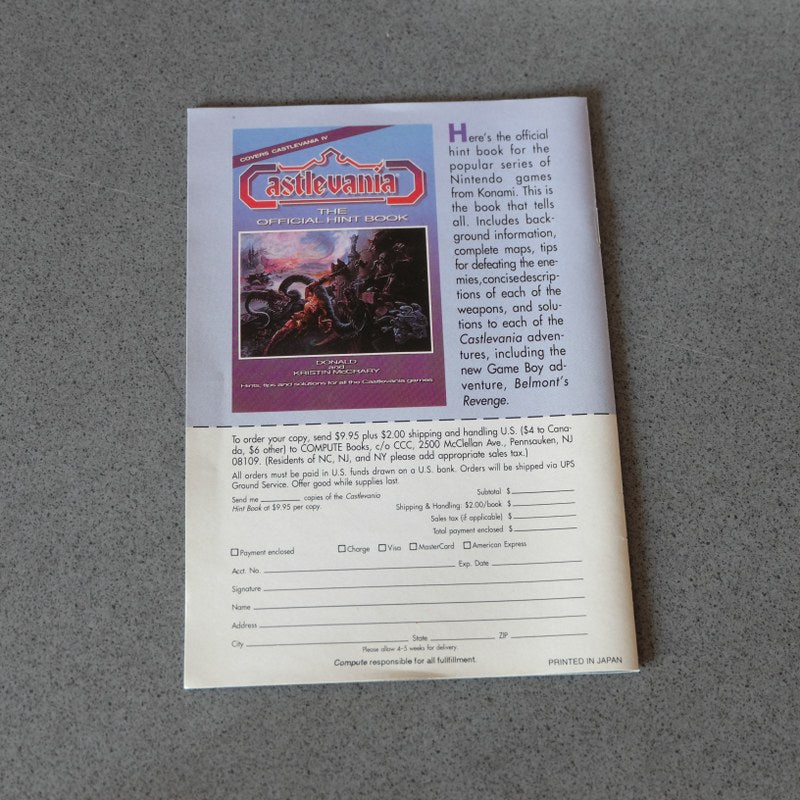 COVERS CASTLEVANIA IV
Castlevania
THE
OFFICIAL HINT BOOK
DONALD
and
KRISTIN McCRARY
Hints, tips and solutions for all the Castlevania games
Here's the official
hint book for the
popular series of
Nintendo games
from Konami. This is
the book that tells
all. Includes back-
ground information,
complete maps, tips
for defeating the ene-
mies,concisedescrip-
tions of each of the
weapons, and solu-
tions to each of the
Castlevania adven-
tures, including the
new Game Boy ad-
venture, Belmont's
Revenge.
To order your copy, send $9.95 plus $2.00 shipping and handling U.S. ($4 to Cana-
da, $6 other) to COMPUTE Books, c/o CCC, 2500 McClellan Ave., Pennsauken, NJ
08109. (Residents of NC, NJ, and NY please add appropriate sales tax.)
All orders must be paid in U.S. funds drawn on a U.S. bank. Orders will be shipped via UPS
Ground Service. Offer good while supplies last.
Send me ________ copies of the Castlevania
Hint Book at $9.95 per copy.
Subtotal $
Shipping & Handling: $2.00/book $
Sales tax (if applicable) $
Total payment enclosed $
Payment enclosed Charge Visa MasterCard American Express
Acct. No. Exp. Date
Signature
Name
Address
City State ZIP
Please allow 4–5 weeks for delivery.
Compute responsible for all fullfillment.
PRINTED IN JAPAN